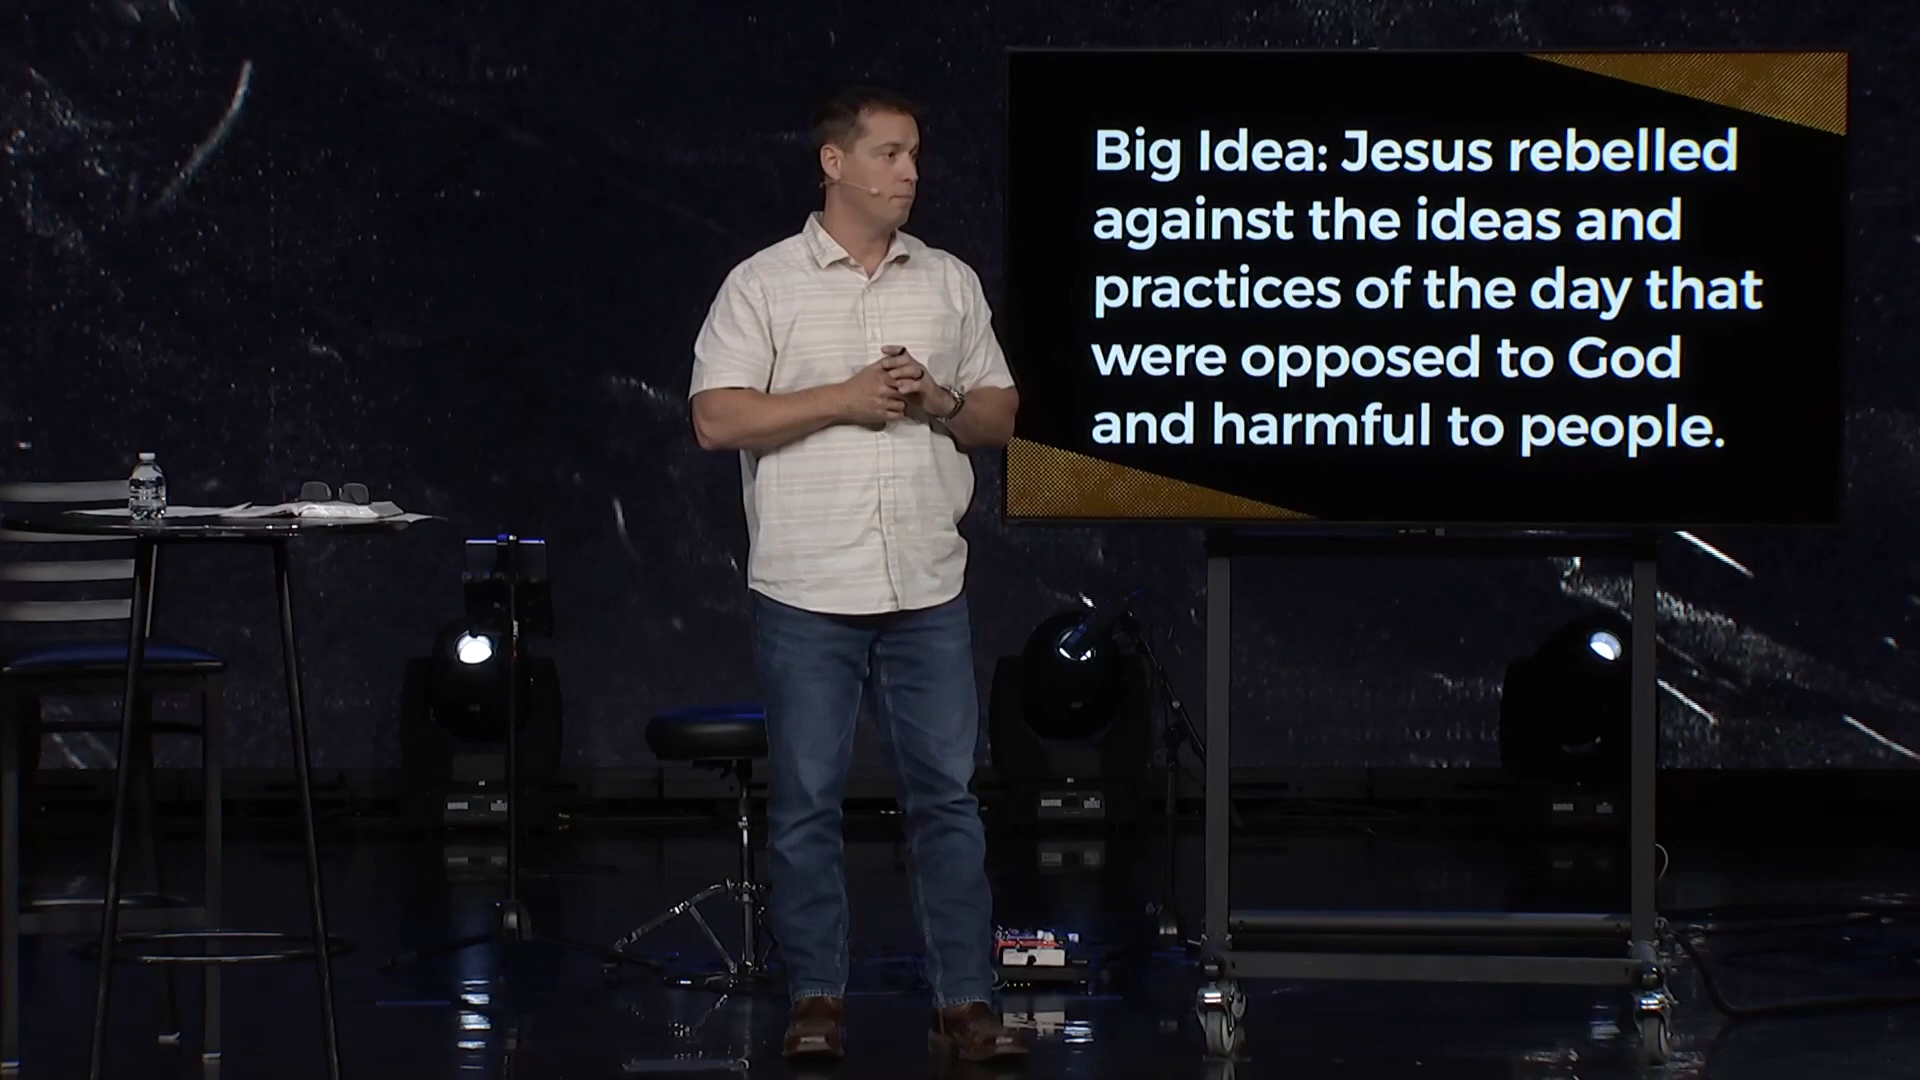 Big Idea: Jesus rebelled
against the ideas and
practices of the day that
were opposed to God
and harmful to people.